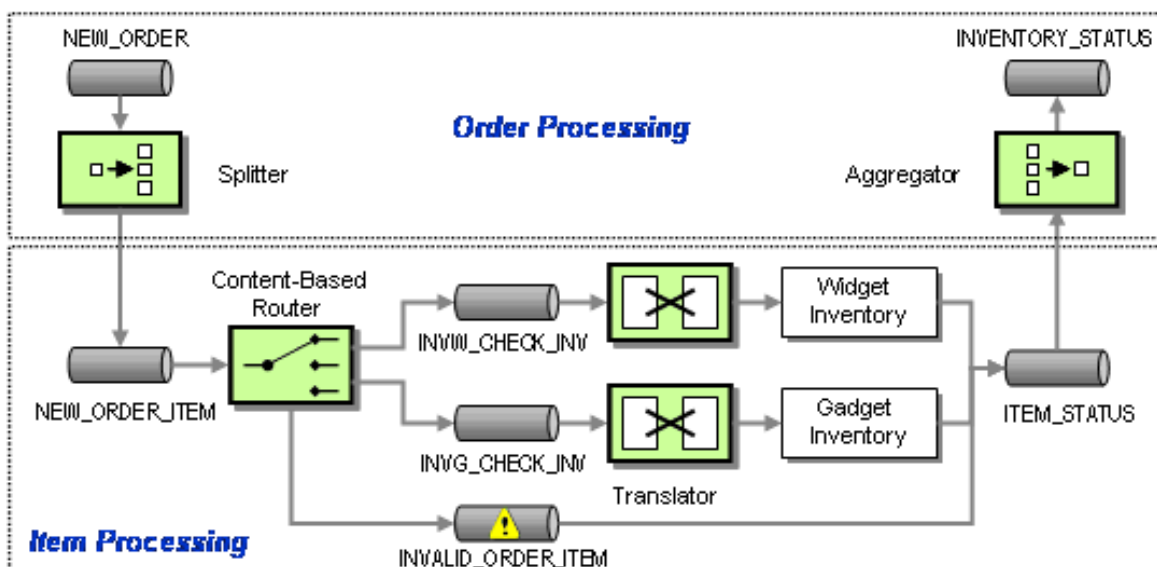 NEW_ORDER
INVENTORY_STATUS
Order Processing
Splitter
Aggregator
Content-Based
Router
Widget
Inventory
INVW_CHECK_INV
NEW_ORDER_ITEM
Gadget
Inventory
ITEM_STATUS
INVG_CHECK_INV
Translator
Item Processing
INVALID_ORDER_ITEM